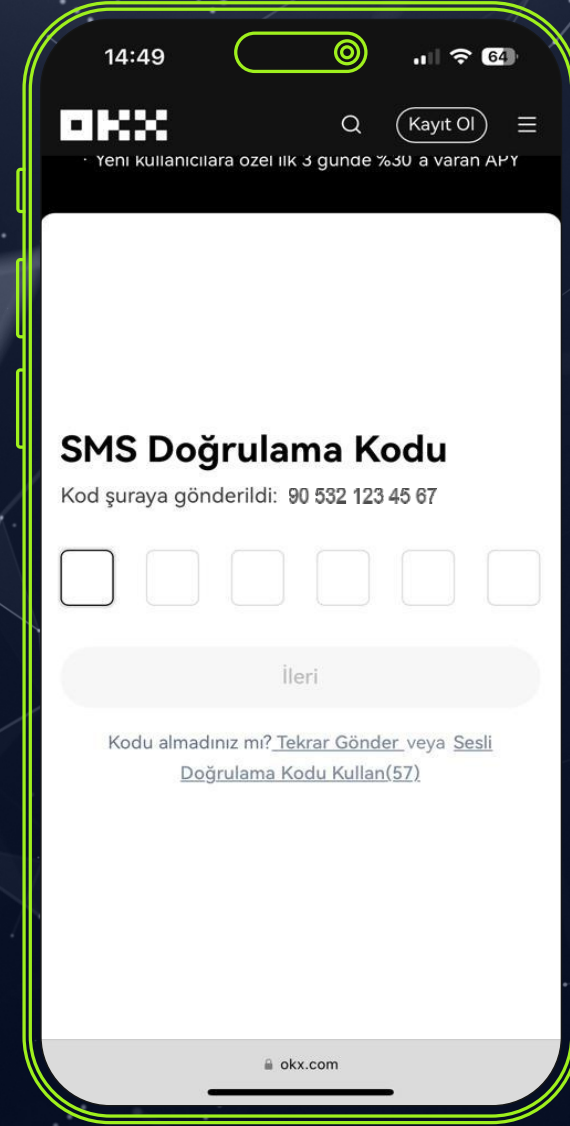 14:49
64
OKX
Kayıt Ol
· Yeni kullanıcılara özel ilk 3 günde %30'a varan APY
SMS Doğrulama Kodu
Kod şuraya gönderildi: 90 532 123 45 67
İleri
Kodu almadınız mı? Tekrar Gönder veya Sesli
Doğrulama Kodu Kullan(57)
okx.com